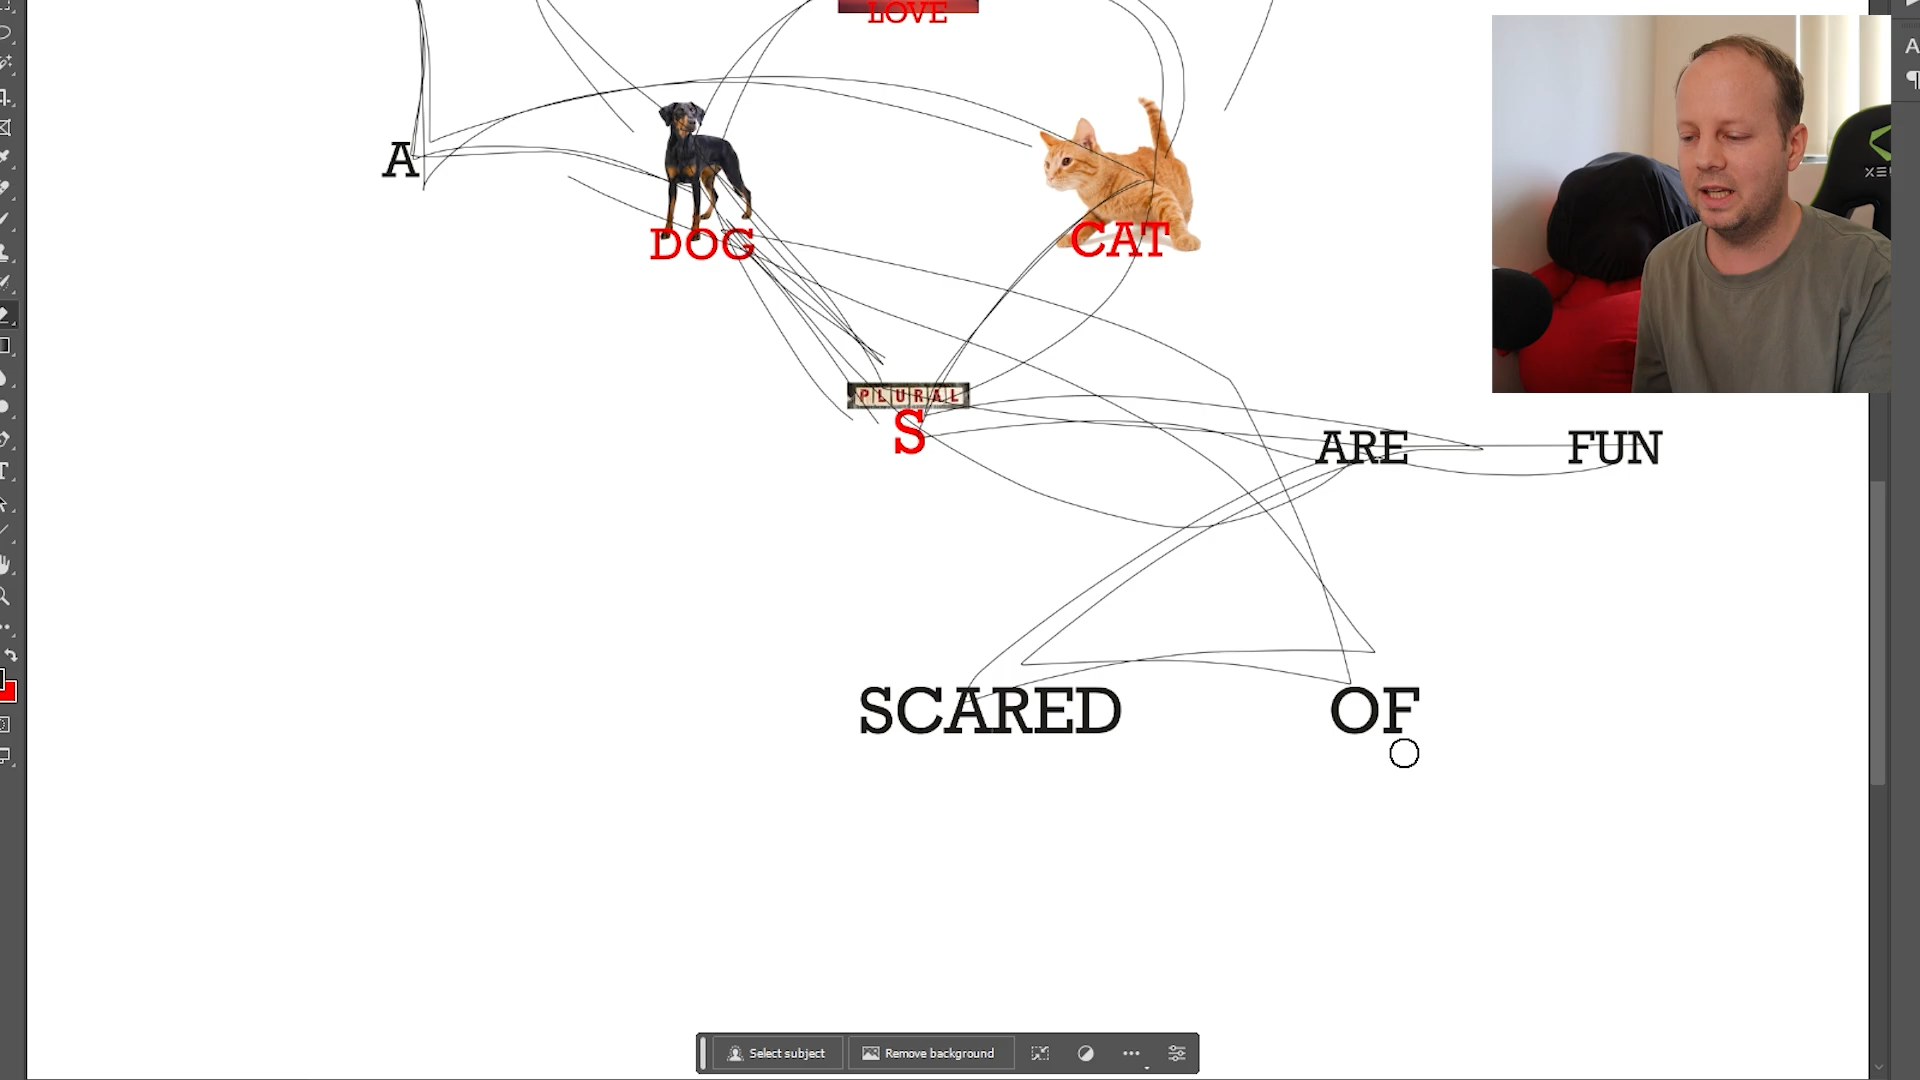 LOVE
A
DOG
CAT
PLURAL
S
ARE FUN
SCARED OF
Select subject
Remove background